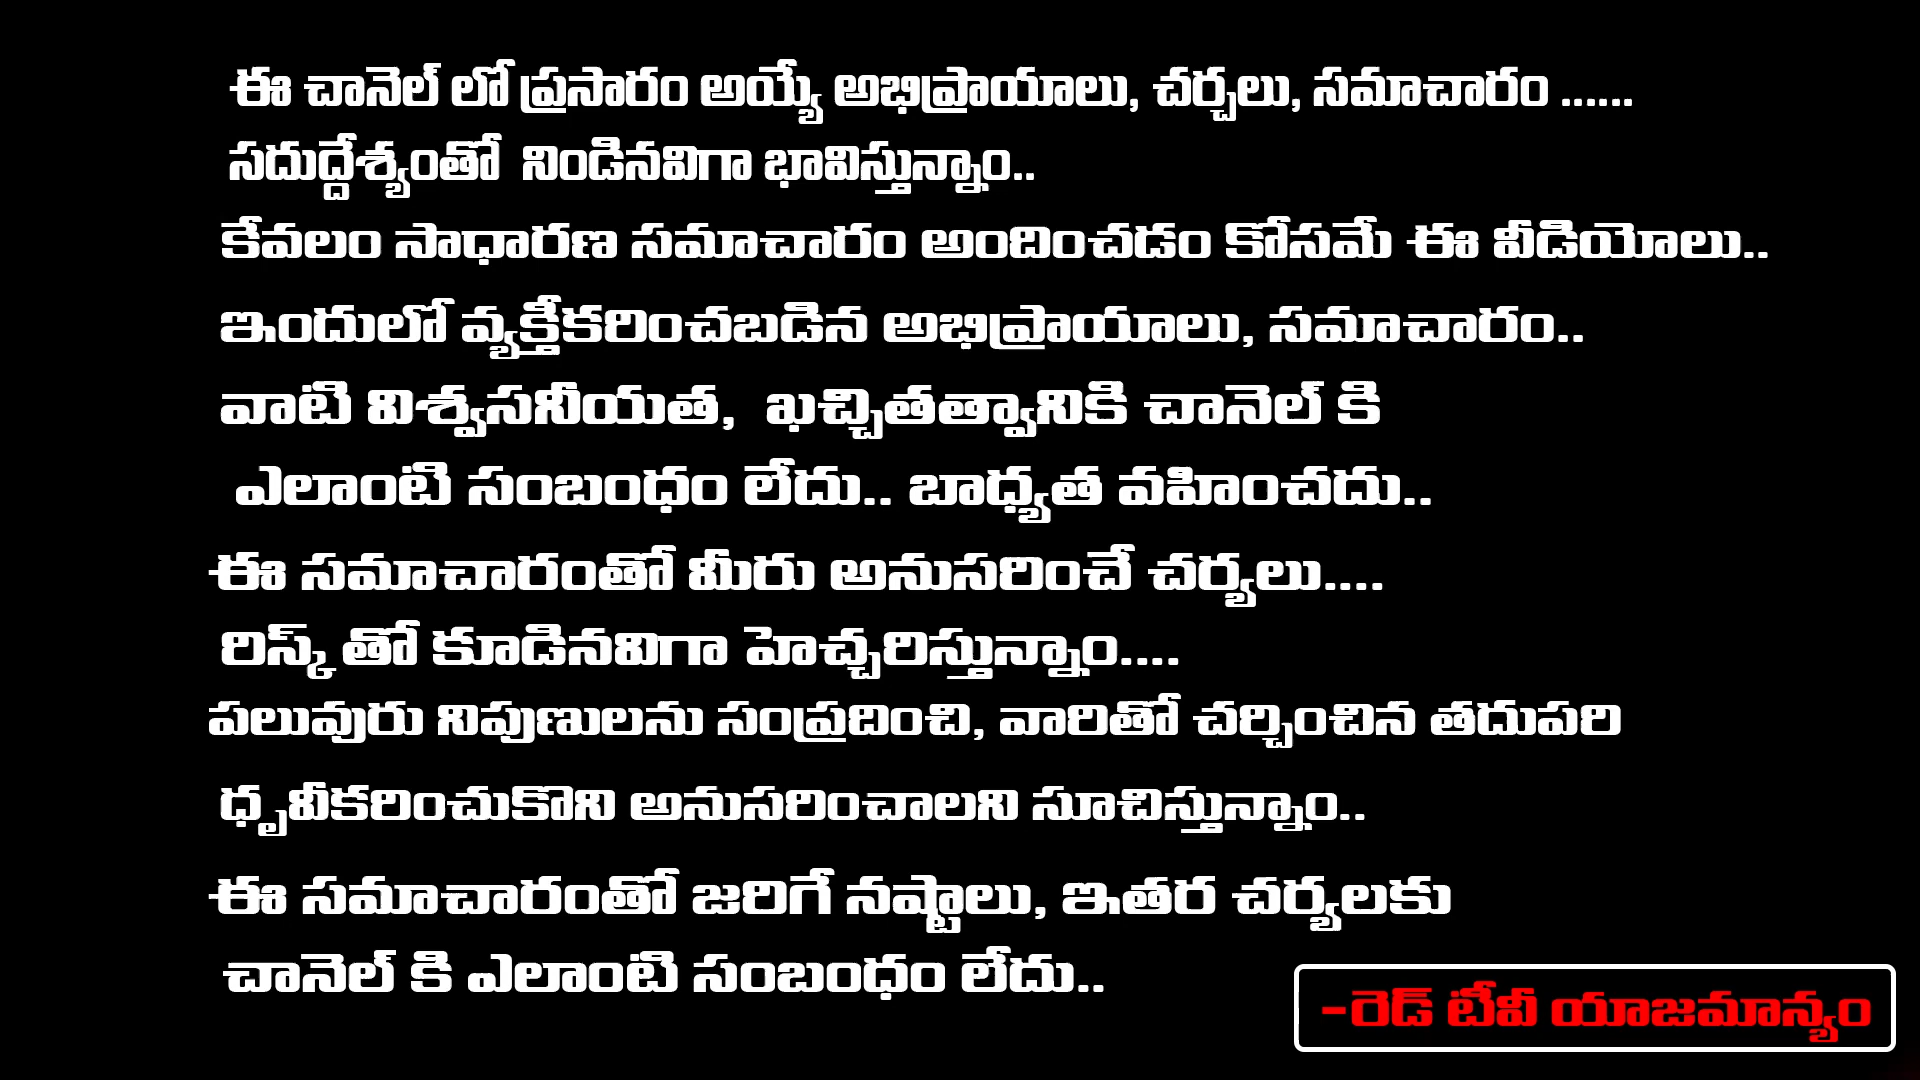 ఈ చానెల్ లో ప్రసారం అయ్యే అభిప్రాయాలు, చర్చలు, సమాచారం ......
సదుద్దేశ్యంతో నిండినవిగా భావిస్తున్నాం..
కేవలం సాధారణ సమాచారం అందించడం కోసమే ఈ వీడియోలు..
ఇందులో వ్యక్తీకరించబడిన అభిప్రాయాలు, సమాచారం..
వాటి విశ్వసనీయత, ఖచ్చితత్వానికి చానెల్ కి
ఎలాంటి సంబంధం లేదు.. బాధ్యత వహించదు..
ఈ సమాచారంతో మీరు అనుసరించే చర్యలు....
రిస్క్ తో కూడినవిగా హెచ్చరిస్తున్నాం....
పలువురు నిపుణులను సంప్రదించి, వారితో చర్చించిన తదుపరి
ధృవీకరించుకొని అనుసరించాలని సూచిస్తున్నాం..
ఈ సమాచారంతో జరిగే నష్టాలు, ఇతర చర్యలకు
చానెల్ కి ఎలాంటి సంబంధం లేదు..
-రెడ్ టీవీ యాజమాన్యం